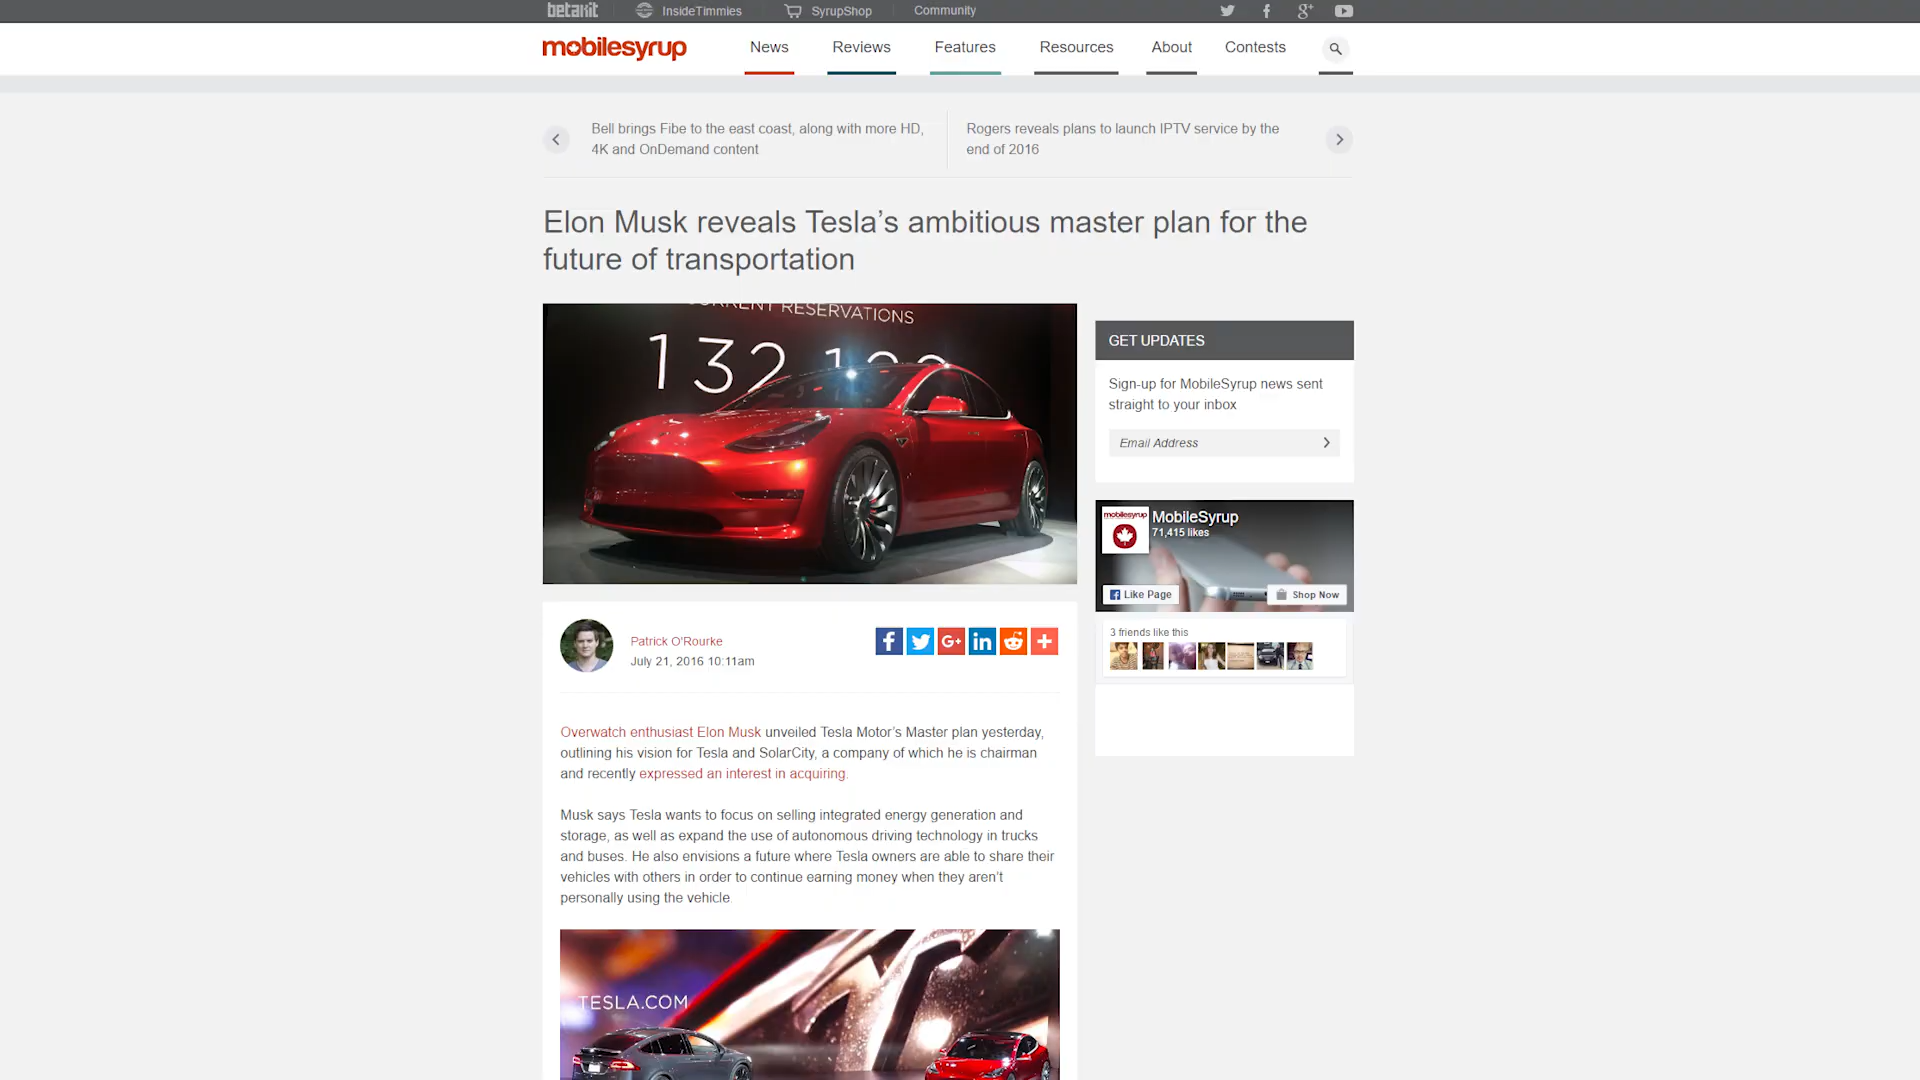 betakit InsideTimmies SyrupShop Community
mobilesyrup News Reviews Features Resources About Contests
Bell brings Fibe to the east coast, along with more HD,
4K and OnDemand content
Rogers reveals plans to launch IPTV service by the
end of 2016
Elon Musk reveals Tesla’s ambitious master plan for the
future of transportation
CURRENT RESERVATIONS
132
GET UPDATES
Sign-up for MobileSyrup news sent
straight to your inbox
Email Address
mobilesyrup
MobileSyrup
71,415 likes
Like Page
Shop Now
3 friends like this
Patrick O'Rourke
July 21, 2016 10:11am
Overwatch enthusiast Elon Musk unveiled Tesla Motor’s Master plan yesterday,
outlining his vision for Tesla and SolarCity, a company of which he is chairman
and recently expressed an interest in acquiring.
Musk says Tesla wants to focus on selling integrated energy generation and
storage, as well as expand the use of autonomous driving technology in trucks
and buses. He also envisions a future where Tesla owners are able to share their
vehicles with others in order to continue earning money when they aren’t
personally using the vehicle
TESLA.COM